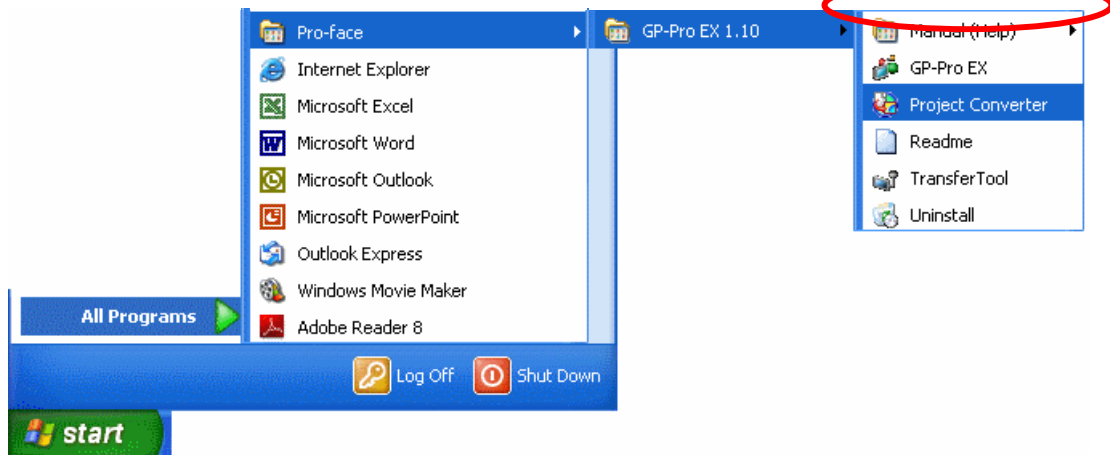 Pro-face
Internet Explorer
Microsoft Excel
Microsoft Word
Microsoft Outlook
Microsoft PowerPoint
Outlook Express
Windows Movie Maker
Adobe Reader 8
GP-Pro EX 1.10
Manual (Help)
GP-Pro EX
Project Converter
Readme
TransferTool
Uninstall
All Programs
Log Off
Shut Down
start